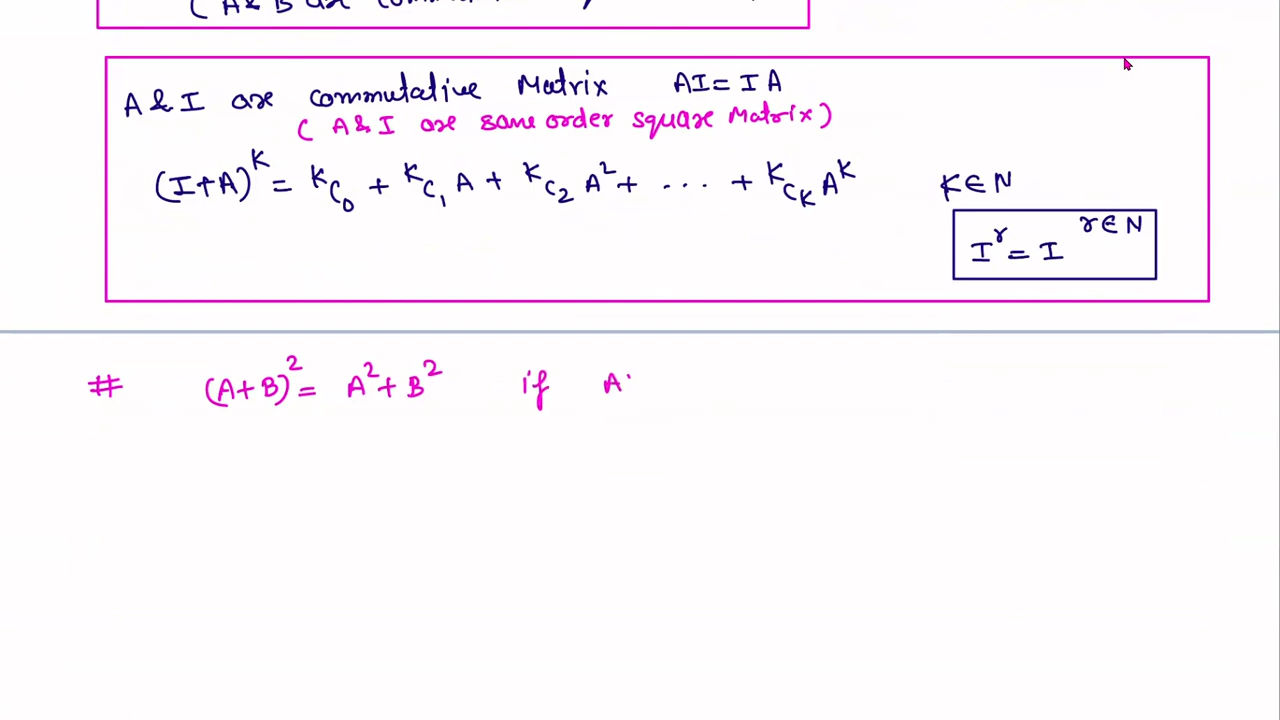 A & I are commutative Matrix AI = IA
( A & I are same order square Matrix )
(I+A)^K = ^KC_0 + ^KC_1 A + ^KC_2 A^2 + ... + ^KC_K A^K K∈N
I^r = I r∈N
# (A+B)^2 = A^2 + B^2 if A